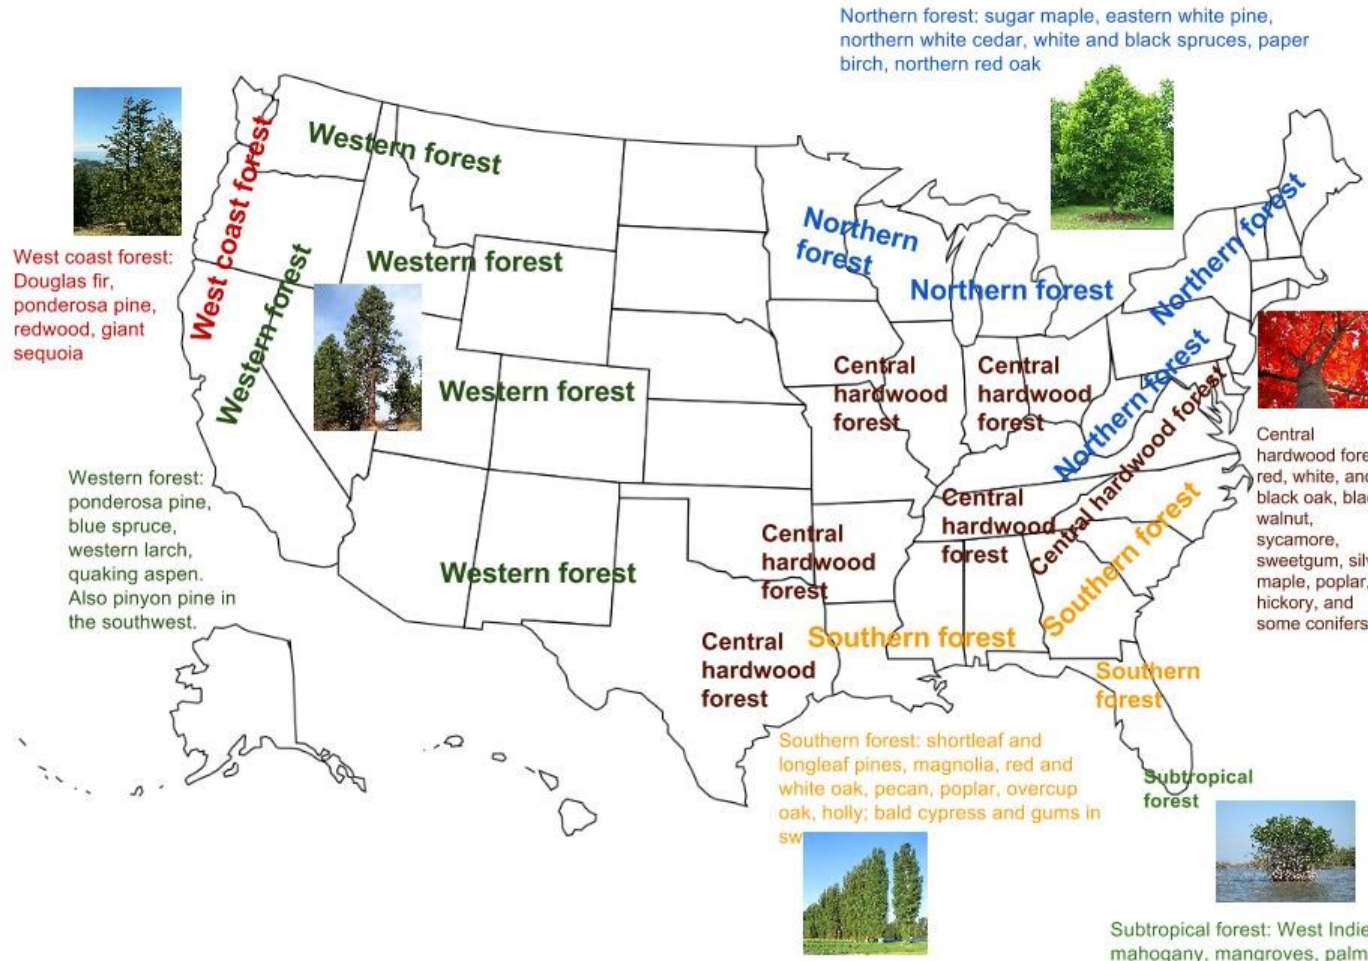 Northern forest: sugar maple, eastern white pine,
northern white cedar, white and black spruces, paper
birch, northern red oak
West coast forest
Western forest
West coast forest:
Douglas fir,
ponderosa pine,
redwood, giant
sequoia
Western forest
Western forest
Northern
forest
Northern forest
Northern forest
Western forest
Central
hardwood
forest
Central
hardwood
forest
Northern forest
Central hardwood forest
Central
hardwood
red, white, and
black oak,
walnut,
sycamore,
sweetgum,
maple, poplar,
hickory, and
some conifers
Western forest:
ponderosa pine,
blue spruce,
western larch,
quaking aspen.
Also pinyon pine in
the southwest.
Western forest
Central
hardwood
forest
Central
hardwood
forest
Southern forest
Central
hardwood
forest
Southern forest
Southern
forest
Southern forest: shortleaf and
longleaf pines, magnolia, red and
white oak, pecan, poplar, overcup
oak, holly; bald cypress and gums in
Subtropical
forest
Subtropical forest: West
mahogany, mangroves,